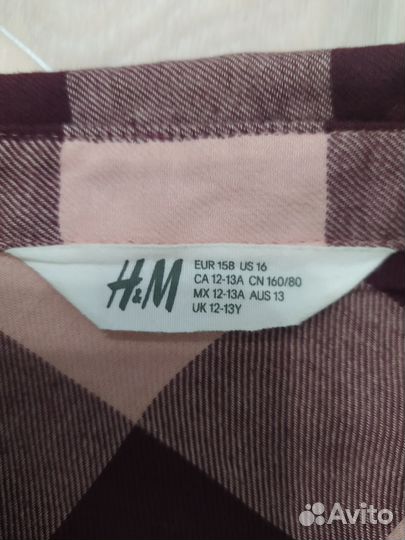 H&M
EUR 158 US 16
CA 12-13A CN 160/80
MX 12-13A AUS 13
UK 12-13Y
Avito